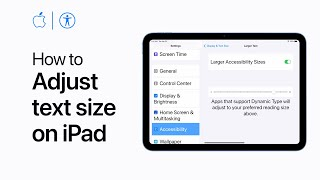 How to
Adjust
text size
on iPad
Settings
Screen Time
General
Control Center
Display &
Brightness
Home Screen &
Multitasking
Accessibility
Wallpaper
Display & Text Size
Larger Text
Larger Accessibility Sizes
Apps that support Dynamic Type will
adjust to your preferred reading size
above.